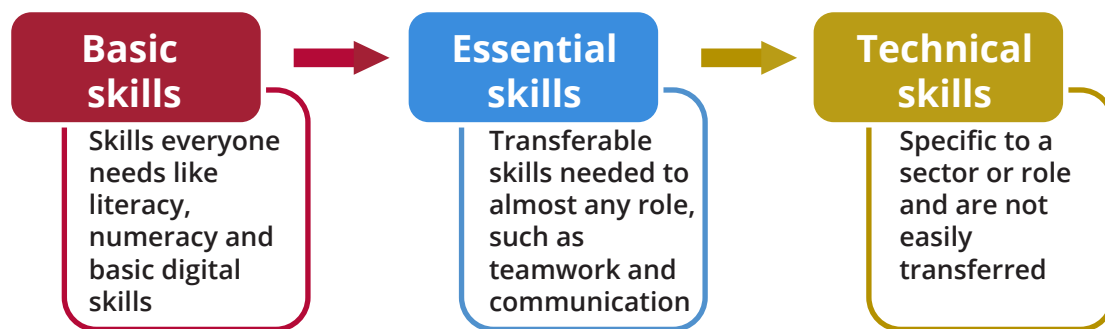 Basic
skills
Skills everyone
needs like
literacy,
numeracy and
basic digital
skills
Essential
skills
Transferable
skills needed to
almost any role,
such as
teamwork and
communication
Technical
skills
Specific to a
sector or role
and are not
easily
transferred